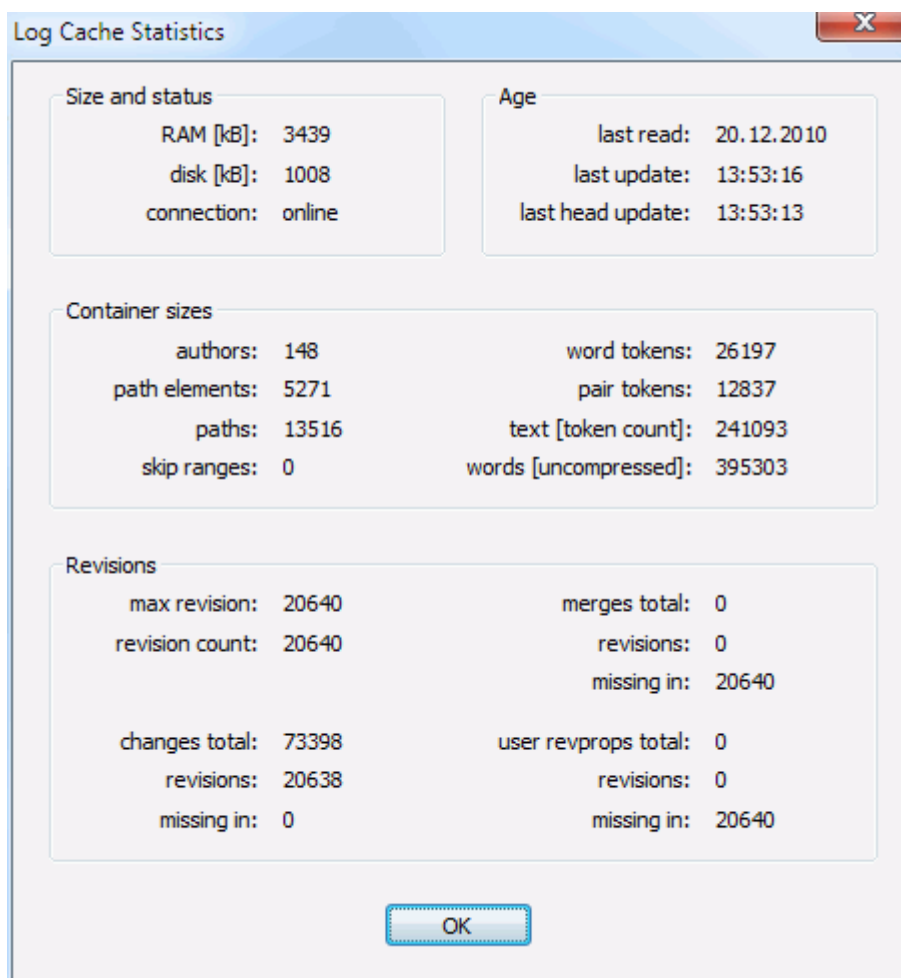 Log Cache Statistics
Size and status
RAM [kB]: 3439
disk [kB]: 1008
connection: online
Age
last read: 20.12.2010
last update: 13:53:16
last head update: 13:53:13
Container sizes
authors: 148 word tokens: 26197
path elements: 5271 pair tokens: 12837
paths: 13516 text [token count]: 241093
skip ranges: 0 words [uncompressed]: 395303
Revisions
max revision: 20640 merges total: 0
revision count: 20640 revisions: 0
missing in: 20640
changes total: 73398 user revprops total: 0
revisions: 20638 revisions: 0
missing in: 0 missing in: 20640
OK